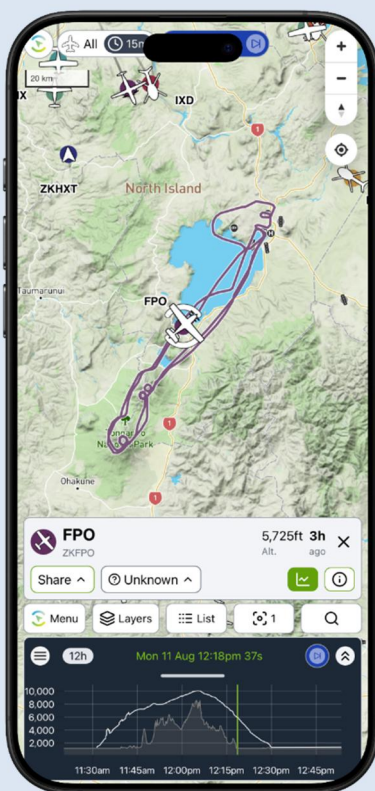 All 15m
20 km
IX
IXD
1
ZKHXT
North Island
Taumarunui
FPO
1
National Park
Ohakune
1
FPO 5,725ft 3h
ZKFPO Alt. ago
Share Unknown
Menu Layers List 1
12h Mon 11 Aug 12:18pm 37s
10,000
8,000
6,000
4,000
2,000
11:30am 11:45am 12:00pm 12:15pm 12:30pm 12:45pm